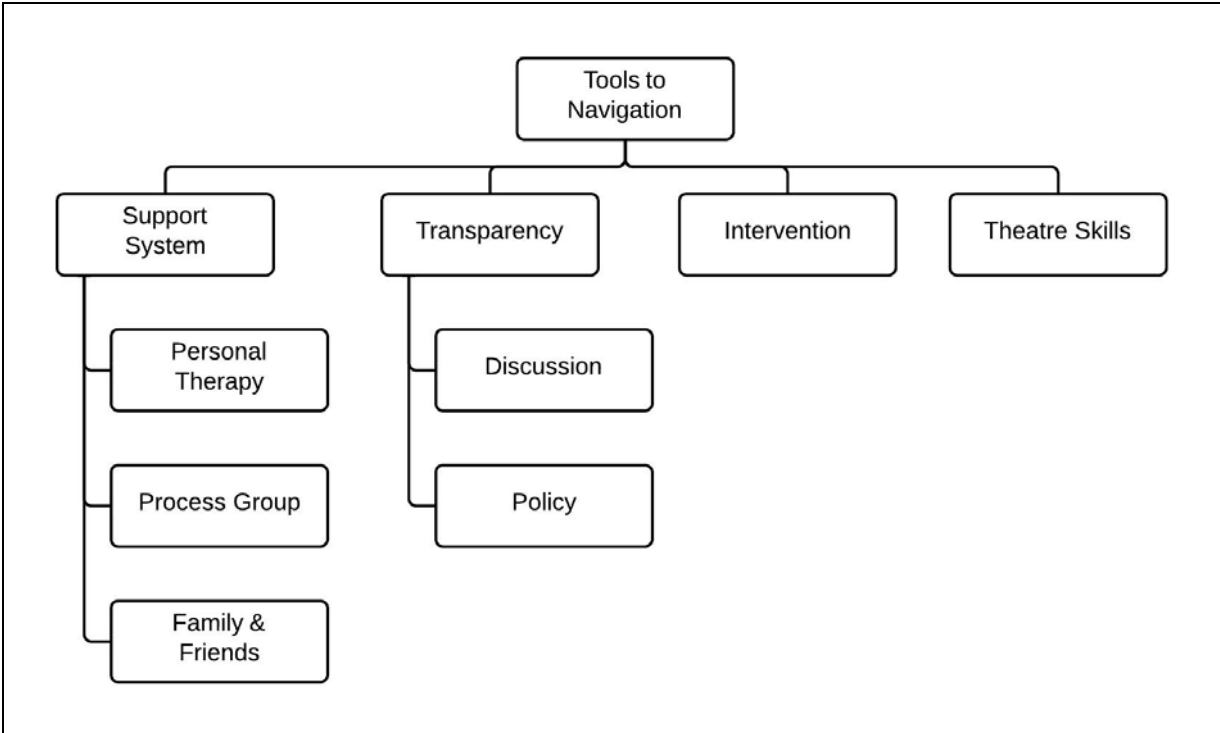 Tools to
Navigation
Support
System
Transparency
Intervention
Theatre Skills
Personal
Therapy
Discussion
Process Group
Policy
Family &
Friends